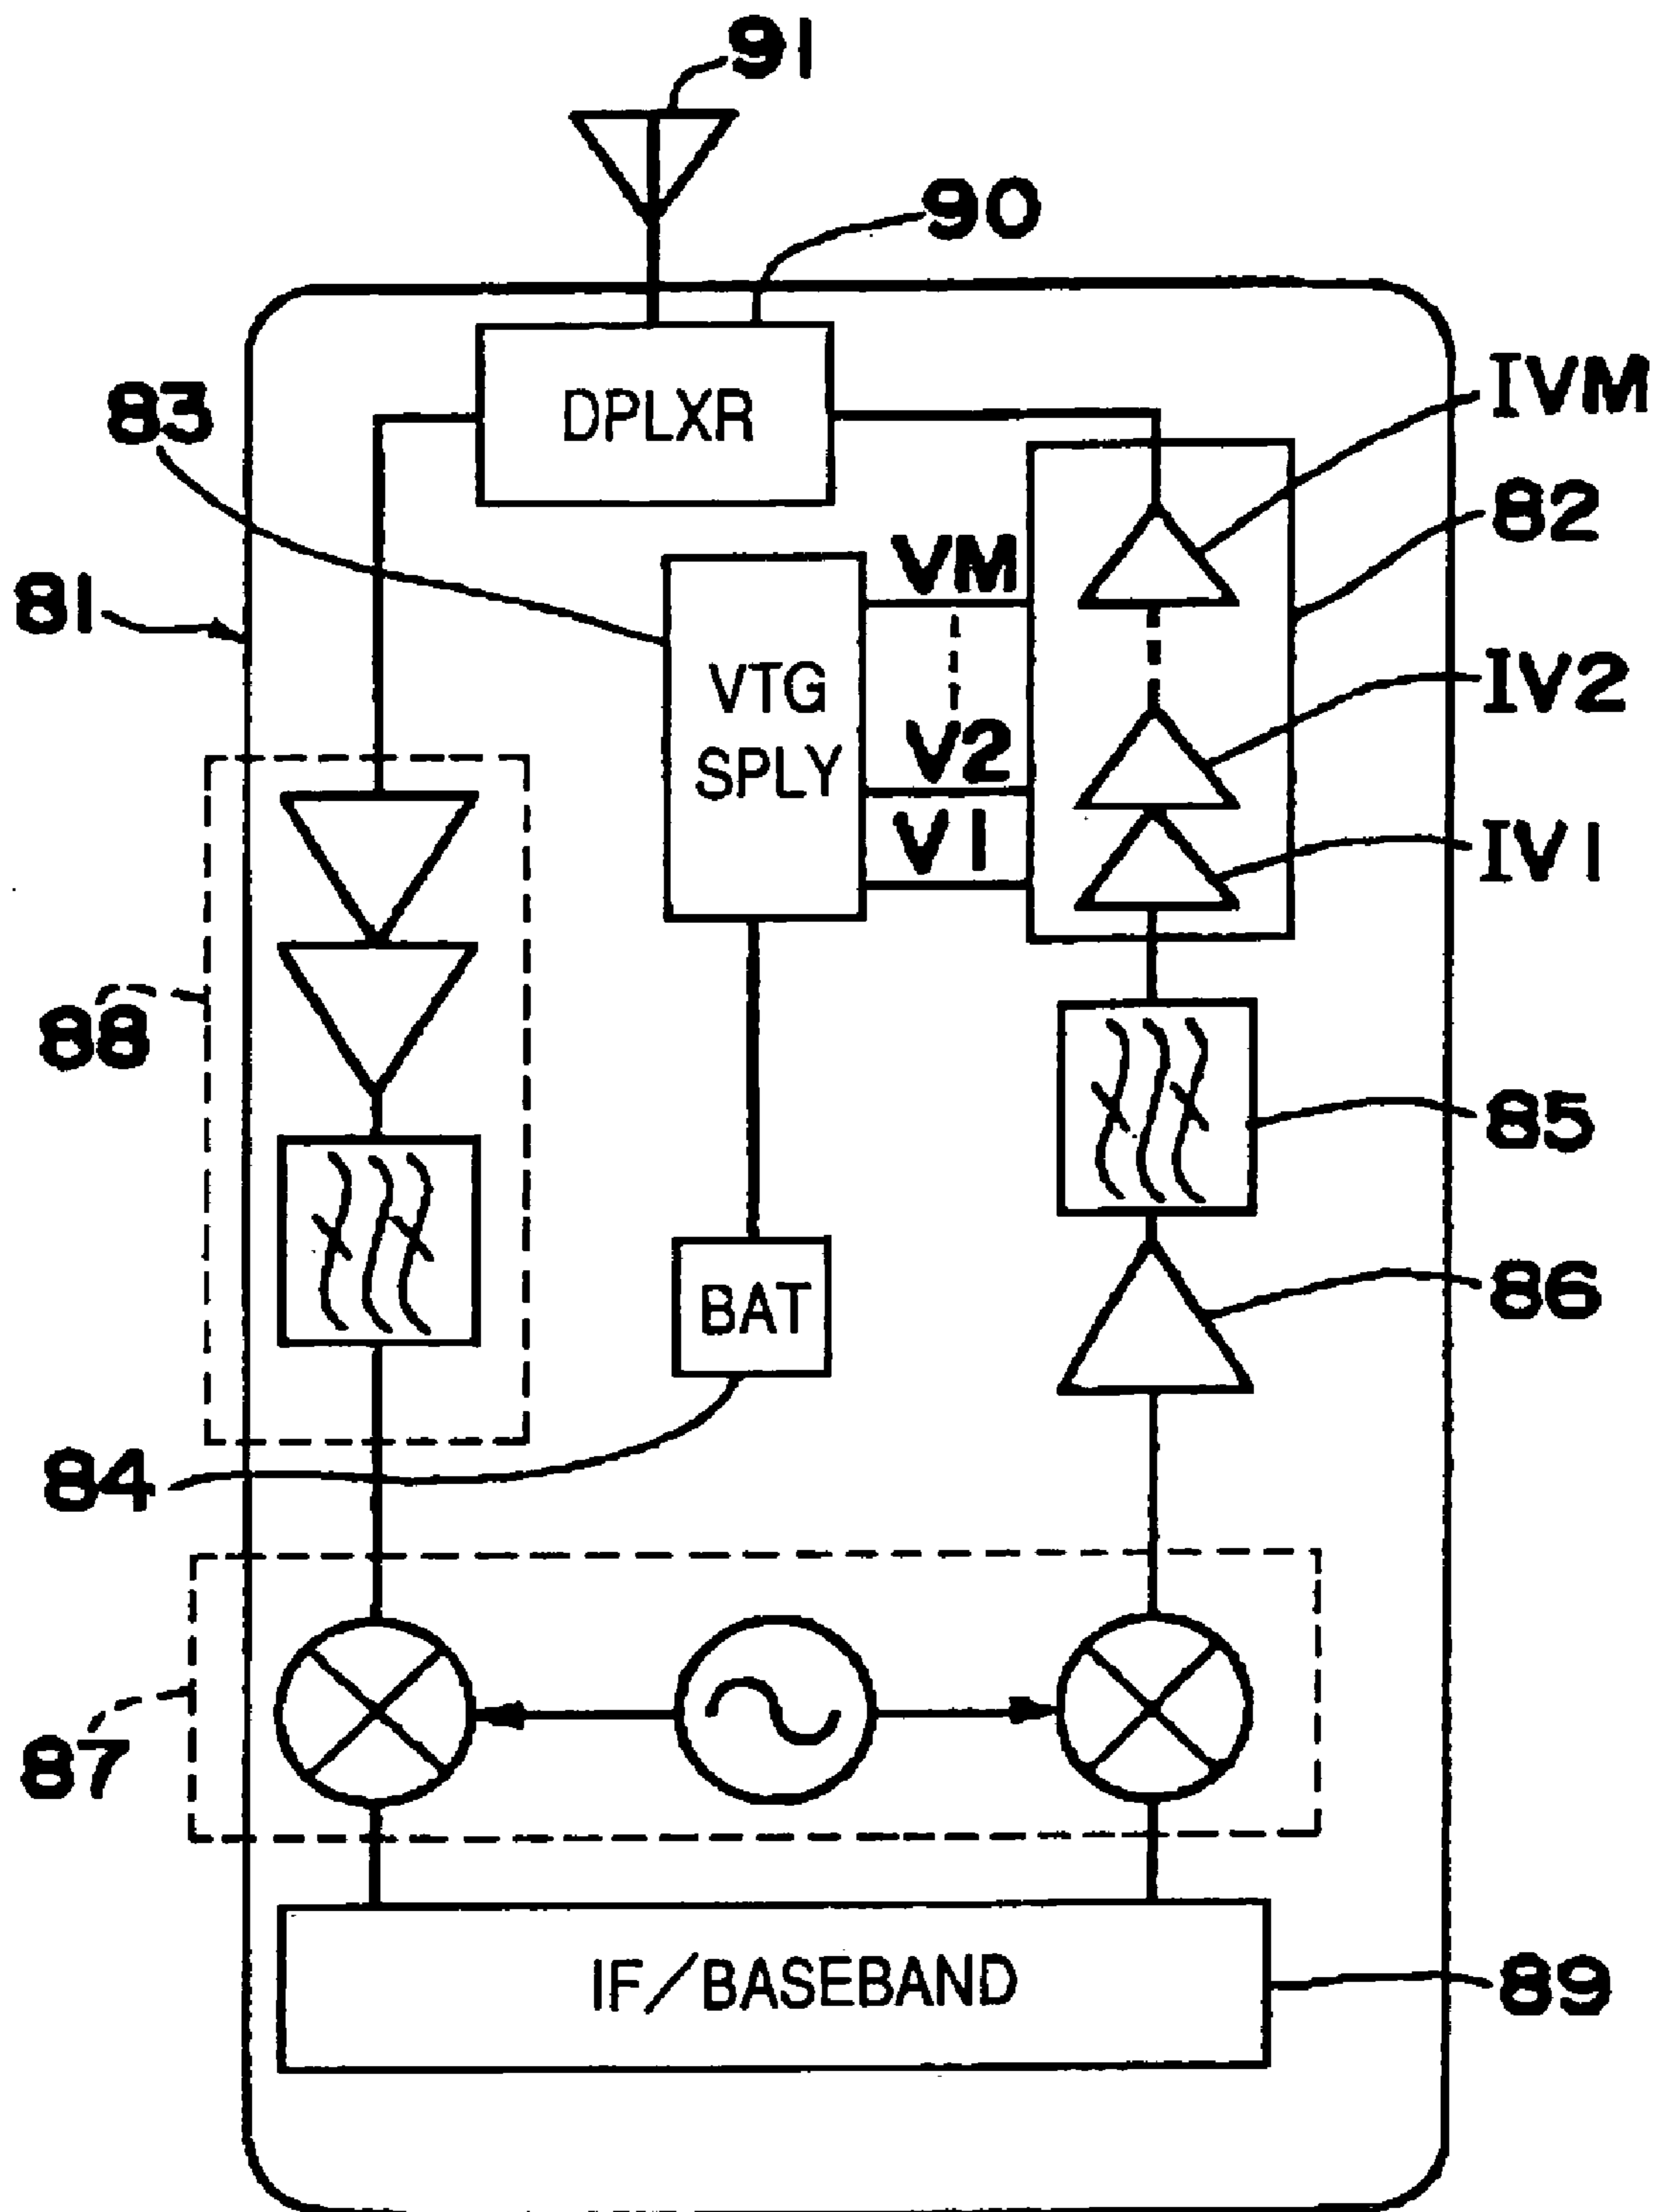 91
90
IVM
83
DPLXR
82
VM
81
VTG
SPLY
IV2
V2
V1
IV1
88
85
BAT
86
84
87
IF/BASEBAND
89